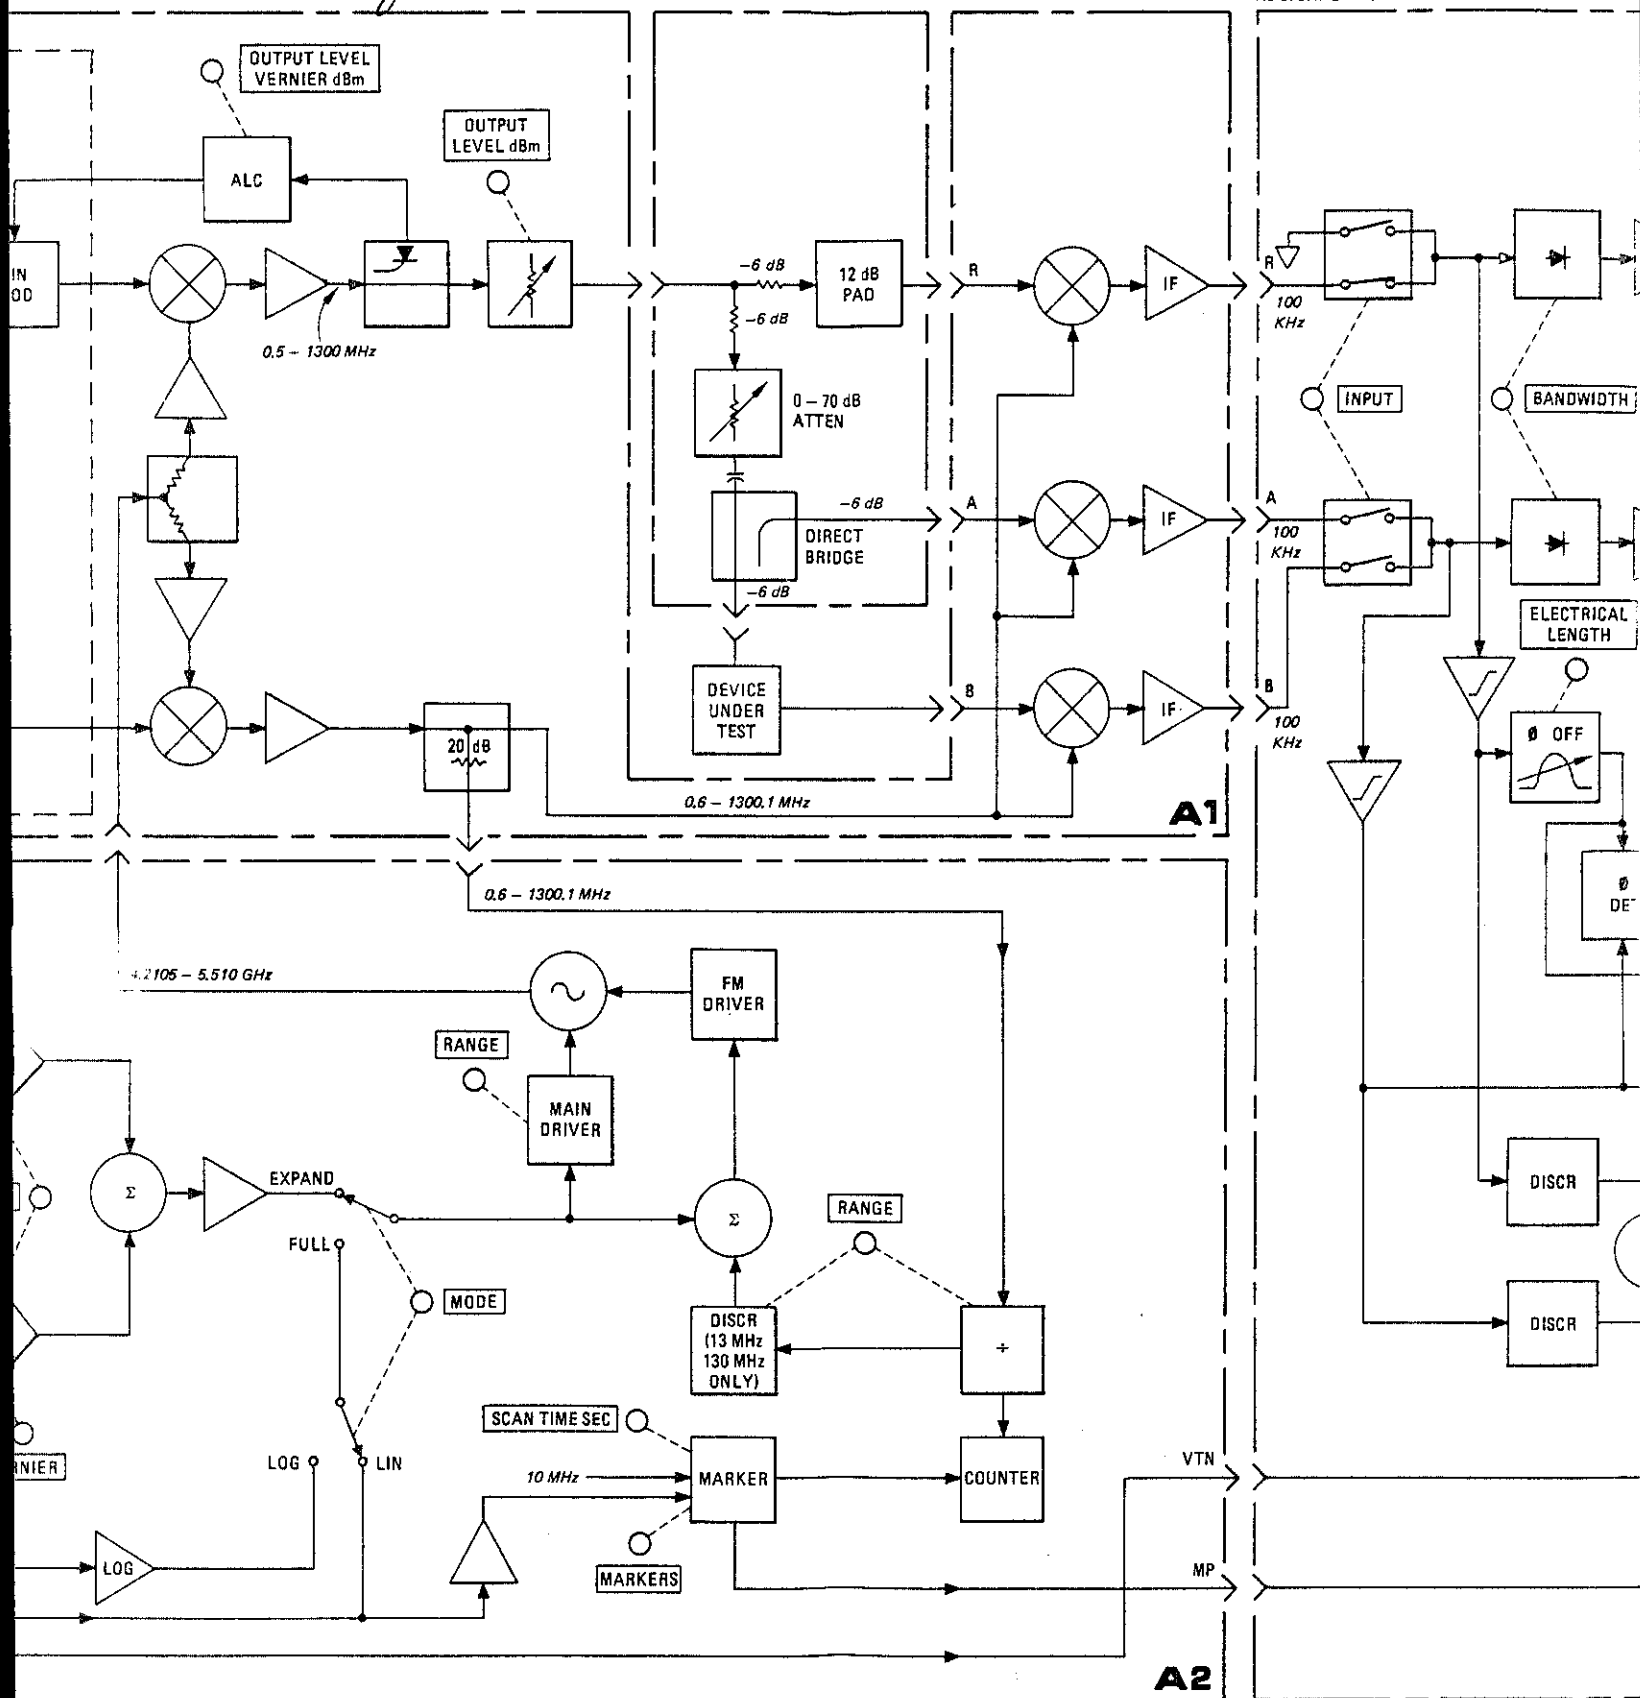 OUTPUT LEVEL
VERNIER dBm
OUTPUT
LEVEL dBm
ALC
IN
OD
0.5 – 1300 MHz
–6 dB
–6 dB
12 dB
PAD
R
IF
R
100
KHz
0 – 70 dB
ATTEN
INPUT
BANDWIDTH
–6 dB
A
IF
A
100
KHz
DIRECT
BRIDGE
–6 dB
ELECTRICAL
LENGTH
DEVICE
UNDER
TEST
B
IF
B
100
KHz
20 dB
Ø OFF
0.6 – 1300.1 MHz
A1
0.6 – 1300.1 MHz
Ø
DET
4.2105 – 5.510 GHz
FM
DRIVER
RANGE
MAIN
DRIVER
Σ
EXPAND
Σ
RANGE
DISCR
FULL
MODE
DISCR
(13 MHz
130 MHz
ONLY)
÷
DISCR
SCAN TIME SEC
RNIER
LOG
LIN
10 MHz
MARKER
COUNTER
VTN
LOG
MARKERS
MP
A2